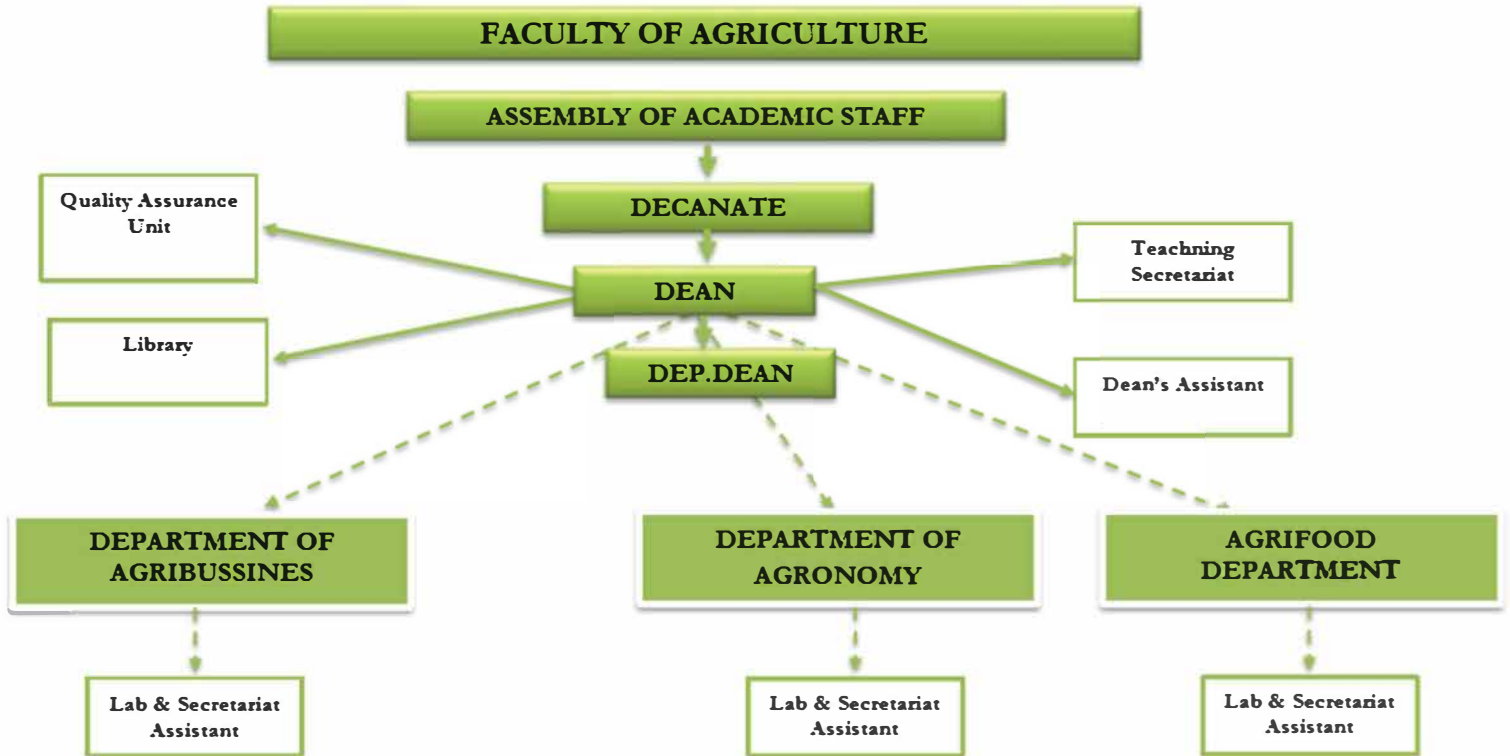 FACULTY OF AGRICULTURE
ASSEMBLY OF ACADEMIC STAFF
DECANATE
Quality Assurance
Unit
Teachning
Secretariat
DEAN
Library
DEP.DEAN
Dean's Assistant
DEPARTMENT OF
AGRIBUSSINES
DEPARTMENT OF
AGRONOMY
AGRIFOOD
DEPARTMENT
Lab & Secretariat
Assistant
Lab & Secretariat
Assistant
Lab & Secretariat
Assistant